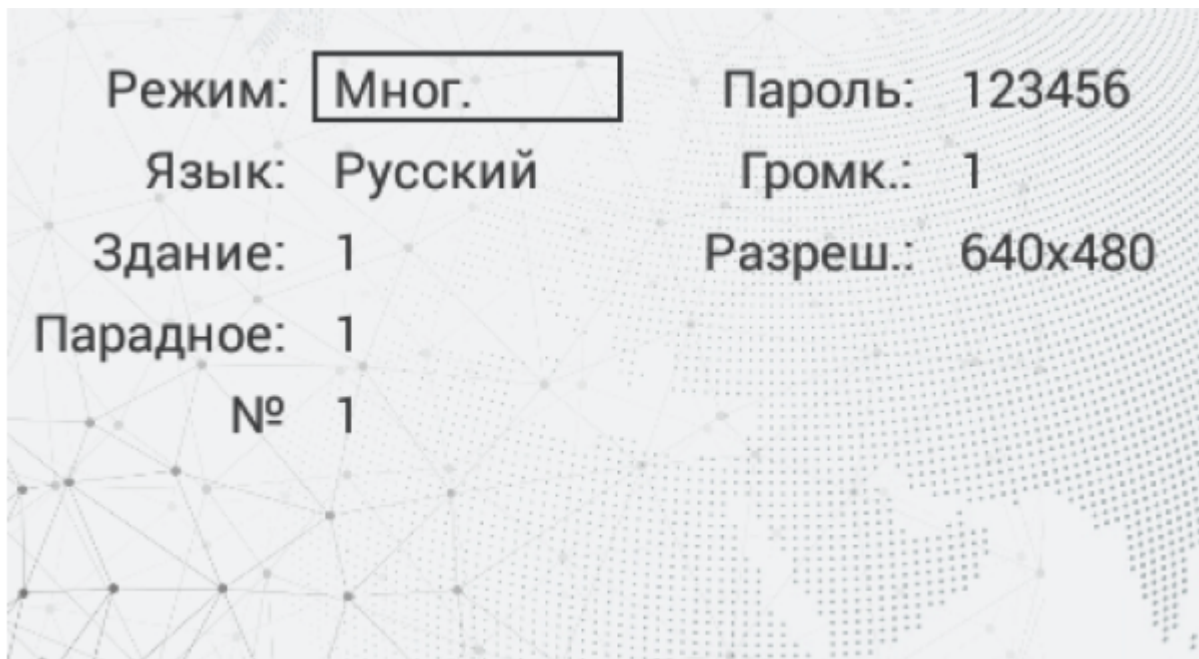 Режим: Мног.
Язык: Русский
Здание: 1
Парадное: 1
№ 1
Пароль: 123456
Громк.: 1
Разреш.: 640x480